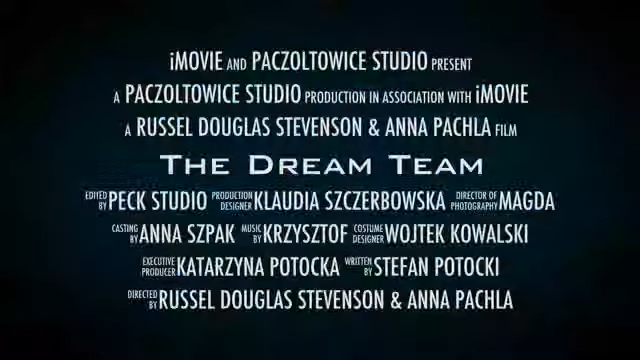 iMOVIE AND PACZOLTOWICE STUDIO PRESENT
A PACZOLTOWICE STUDIO PRODUCTION IN ASSOCIATION WITH iMOVIE
A RUSSEL DOUGLAS STEVENSON & ANNA PACHLA FILM
THE DREAM TEAM
EDITED BY PECK STUDIO PRODUCTION DESIGNER KLAUDIA SZCZERBOWSKA DIRECTOR OF PHOTOGRAPHY MAGDA
CASTING BY ANNA SZPAK MUSIC BY KRZYSZTOF COSTUME DESIGNER WOJTEK KOWALSKI
EXECUTIVE PRODUCER KATARZYNA POTOCKA WRITTEN BY STEFAN POTOCKI
DIRECTED BY RUSSEL DOUGLAS STEVENSON & ANNA PACHLA